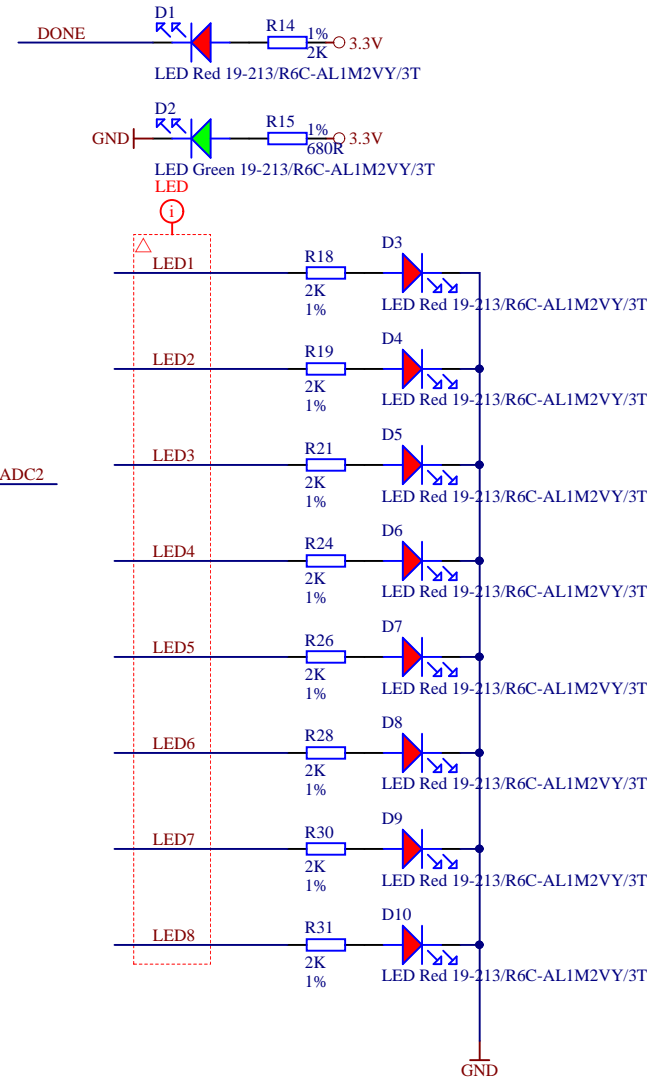 D1
DONE
R14
1%
2K
3.3V
LED Red 19-213/R6C-AL1M2VY/3T
D2
GND
R15
1%
680R
3.3V
LED Green 19-213/R6C-AL1M2VY/3T
LED
i
LED1
R18
2K
1%
D3
LED Red 19-213/R6C-AL1M2VY/3T
LED2
R19
2K
1%
D4
LED Red 19-213/R6C-AL1M2VY/3T
LED3
R21
2K
1%
D5
LED Red 19-213/R6C-AL1M2VY/3T
ADC2
LED4
R24
2K
1%
D6
LED Red 19-213/R6C-AL1M2VY/3T
LED5
R26
2K
1%
D7
LED Red 19-213/R6C-AL1M2VY/3T
LED6
R28
2K
1%
D8
LED Red 19-213/R6C-AL1M2VY/3T
LED7
R30
2K
1%
D9
LED Red 19-213/R6C-AL1M2VY/3T
LED8
R31
2K
1%
D10
LED Red 19-213/R6C-AL1M2VY/3T
GND